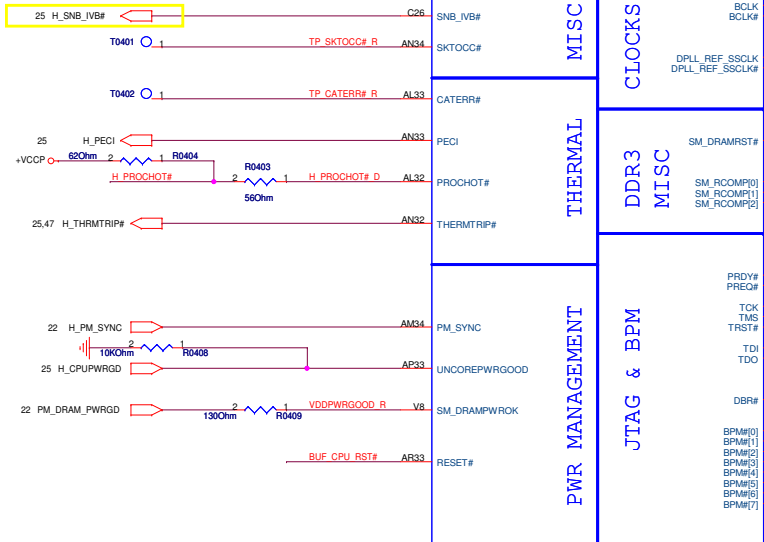 25 H_SNB_IVB#
C26
SNB_IVB#
T0401
1
TP_SKTOCC#_R
AN34
SKTOCC#
MISC
T0402
1
TP_CATERR#_R
AL33
CATERR#
25 H_PECI
AN33
PECI
+VCCP
62Ohm
2
1
R0404
H_PROCHOT#
2
R0403
1
56Ohm
H_PROCHOT#_D
AL32
PROCHOT#
25,47 H_THRMTRIP#
AN32
THERMTRIP#
THERMAL
22 H_PM_SYNC
AM34
PM_SYNC
10KOhm
2
1
R0408
25 H_CPUPWRGD
AP33
UNCOREPWRGOOD
22 PM_DRAM_PWRGD
130Ohm
2
1
R0409
VDDPWRGOOD_R
V8
SM_DRAMPWROK
BUF_CPU_RST#
AR33
RESET#
PWR MANAGEMENT
CLOCKS
BCLK
BCLK#
DPLL_REF_SSCLK
DPLL_REF_SSCLK#
DDR3
MISC
SM_DRAMRST#
SM_RCOMP[0]
SM_RCOMP[1]
SM_RCOMP[2]
JTAG & BPM
PRDY#
PREQ#
TCK
TMS
TRST#
TDI
TDO
DBR#
BPM#[0]
BPM#[1]
BPM#[2]
BPM#[3]
BPM#[4]
BPM#[5]
BPM#[6]
BPM#[7]